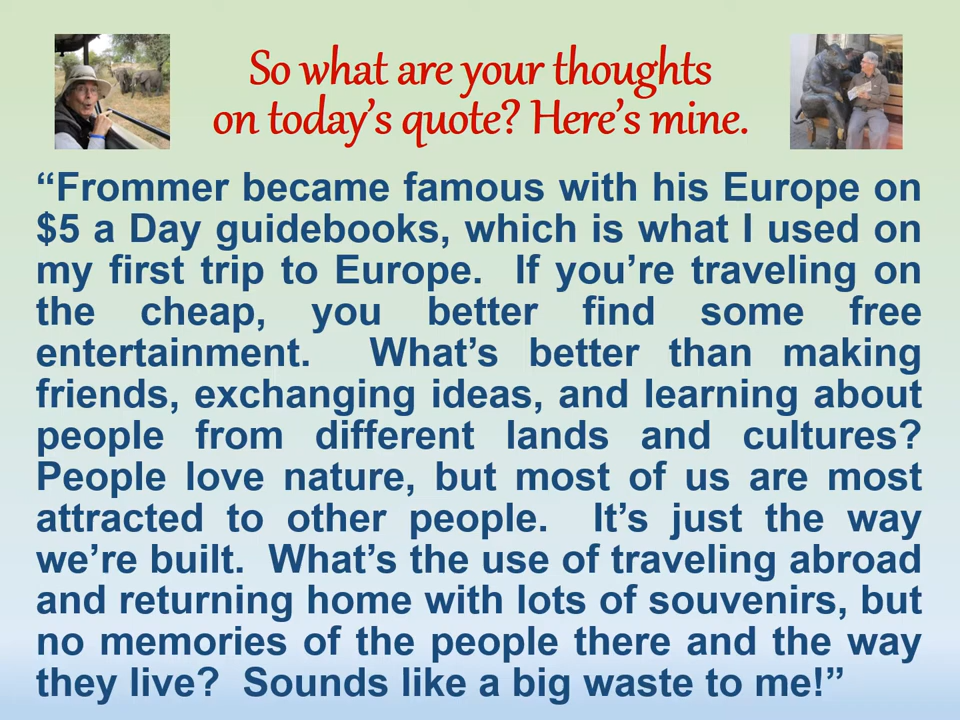 So what are your thoughts
on today’s quote? Here’s mine.
“Frommer became famous with his Europe on
$5 a Day guidebooks, which is what I used on
my first trip to Europe.  If you’re traveling on
the cheap, you better find some free
entertainment.  What’s better than making
friends, exchanging ideas, and learning about
people from different lands and cultures?
People love nature, but most of us are most
attracted to other people.  It’s just the way
we’re built.  What’s the use of traveling abroad
and returning home with lots of souvenirs, but
no memories of the people there and the way
they live?  Sounds like a big waste to me!”